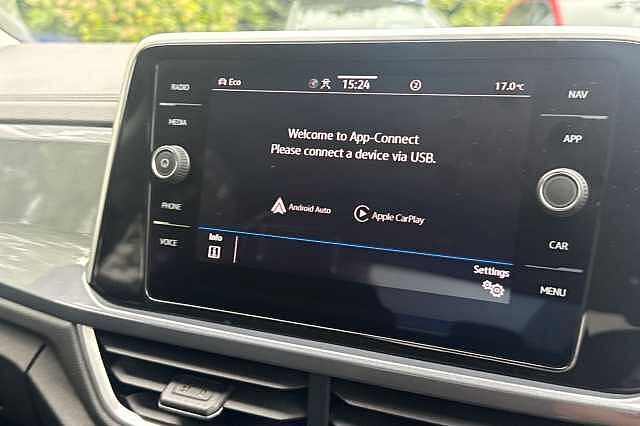 RADIO
MEDIA
PHONE
VOICE
Eco
15:24
2
17.0°C
Welcome to App-Connect
Please connect a device via USB.
Android Auto
Apple CarPlay
Info
Settings
NAV
APP
CAR
MENU